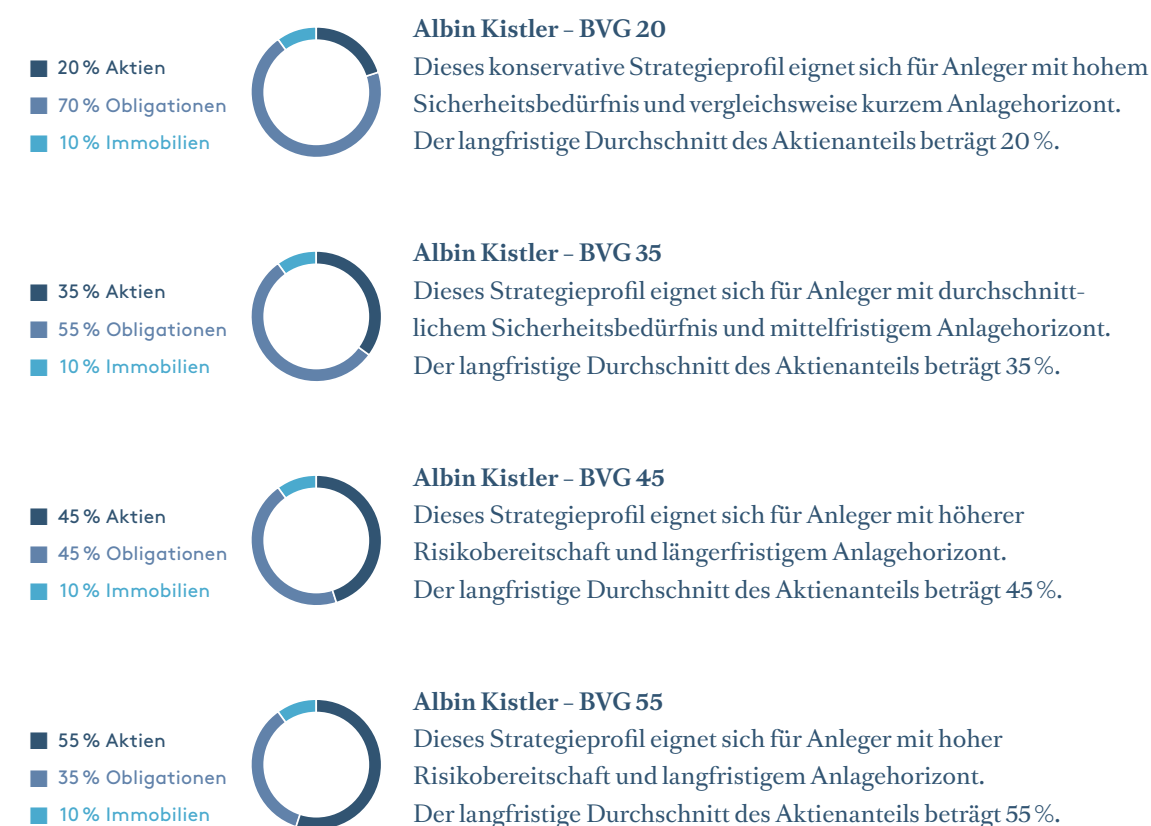 Albin Kistler – BVG 20
20 % Aktien
70 % Obligationen
10 % Immobilien
Dieses konservative Strategieprofil eignet sich für Anleger mit hohem
Sicherheitsbedürfnis und vergleichsweise kurzem Anlagehorizont.
Der langfristige Durchschnitt des Aktienanteils beträgt 20 %.
Albin Kistler – BVG 35
35 % Aktien
55 % Obligationen
10 % Immobilien
Dieses Strategieprofil eignet sich für Anleger mit durchschnitt-
lichem Sicherheitsbedürfnis und mittelfristigem Anlagehorizont.
Der langfristige Durchschnitt des Aktienanteils beträgt 35 %.
Albin Kistler – BVG 45
45 % Aktien
45 % Obligationen
10 % Immobilien
Dieses Strategieprofil eignet sich für Anleger mit höherer
Risikobereitschaft und längerfristigem Anlagehorizont.
Der langfristige Durchschnitt des Aktienanteils beträgt 45 %.
Albin Kistler – BVG 55
55 % Aktien
35 % Obligationen
10 % Immobilien
Dieses Strategieprofil eignet sich für Anleger mit hoher
Risikobereitschaft und langfristigem Anlagehorizont.
Der langfristige Durchschnitt des Aktienanteils beträgt 55 %.